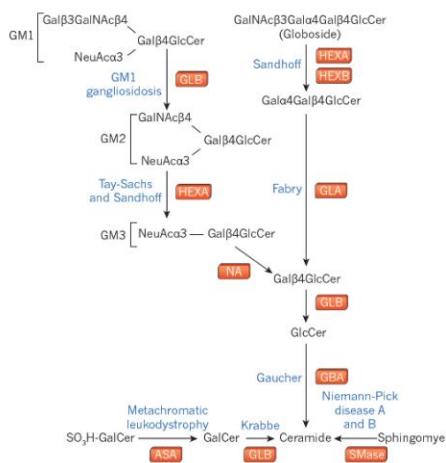 Galβ3GalNAcβ4
GM1
Galβ4GlcCer
NeuAcα3
GM1
gangliosidosis
GLB
GalNAcβ4
GM2
Galβ4GlcCer
NeuAcα3
Tay-Sachs
and Sandhoff
HEXA
GM3
NeuAcα3 — Galβ4GlcCer
NA
GalNAcβ3Galα4Galβ4GlcCer
(Globoside)
Sandhoff
HEXA
HEXB
Galα4Galβ4GlcCer
Fabry
GLA
Galβ4GlcCer
GLB
GlcCer
Gaucher
GBA
Niemann-Pick
disease A
and B
Metachromatic
leukodystrophy
Krabbe
SO3H-GalCer
GalCer
Ceramide
Sphingomye
ASA
GLB
SMase